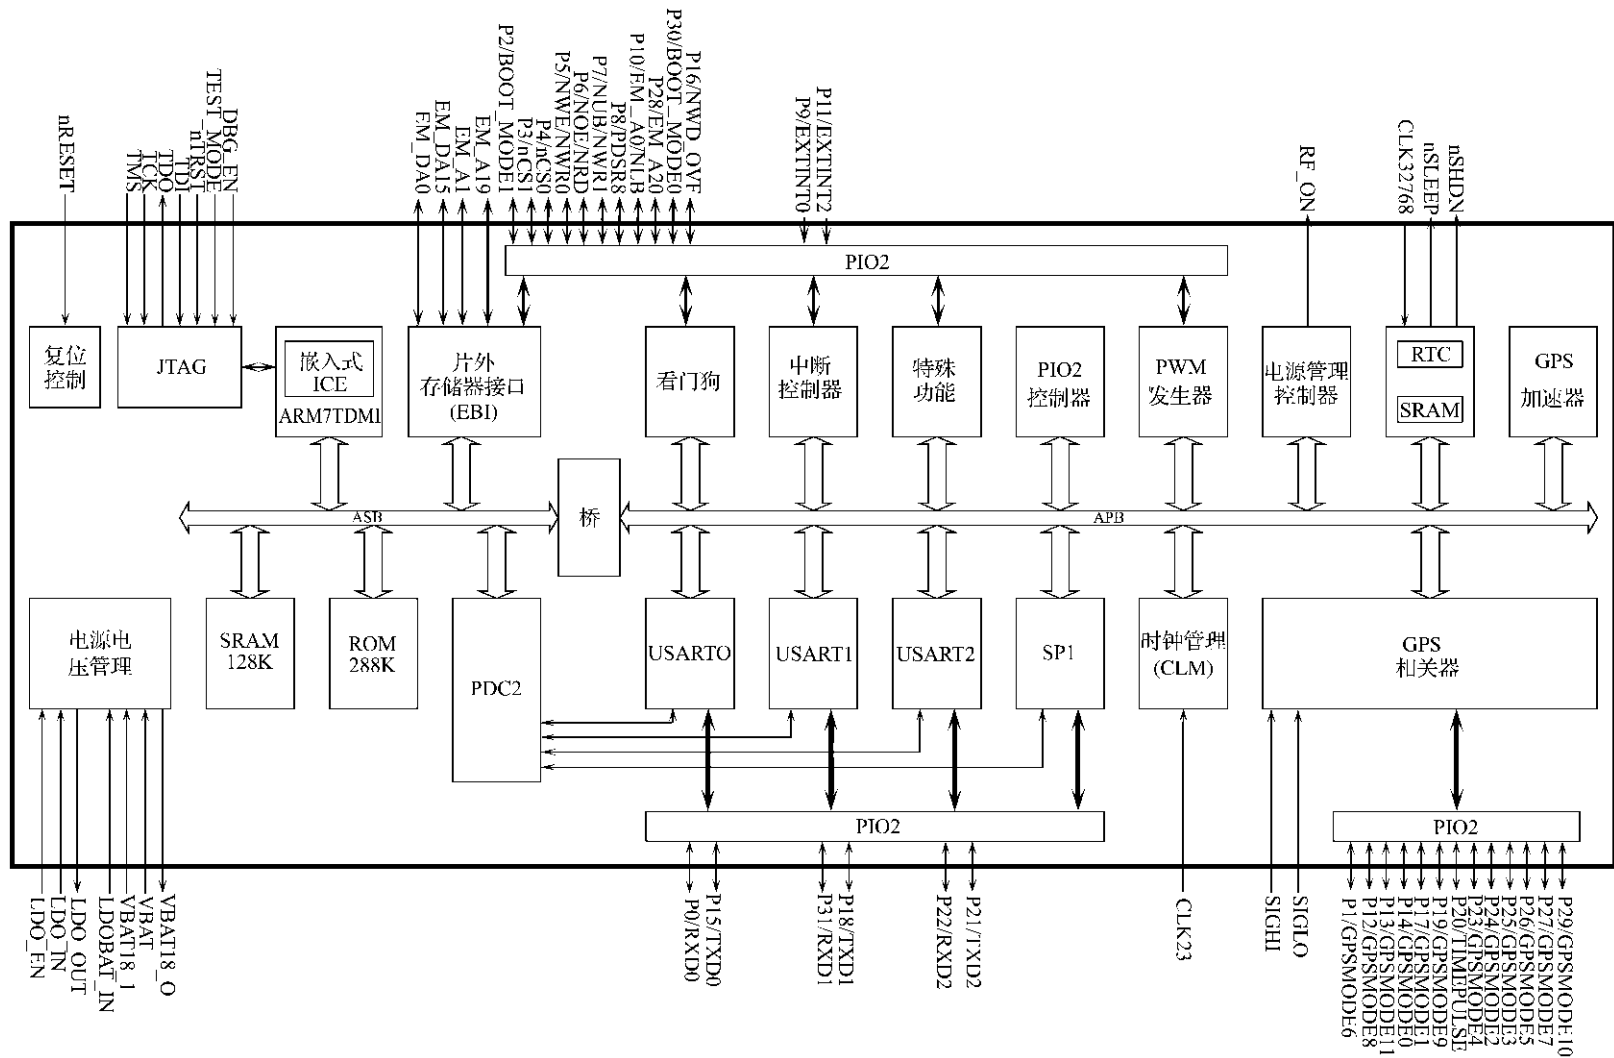 nRESET
TMS
TCK
TDO
TDI
nTRST
TEST_MODE
DBG_EN
EM_DA0
EM_DA15
EM_A1
EM_A19
P2/BOOT_MODE1
P3/nCS1
P4/nCS0
P5/NWE/NWR0
P6/NOE/NRD
P7/NUB/NWR1
P8/PDSR8
P10/EM_A0/NLB
P28/EM_A20
P30/BOOT_MODE0
P16/NWD_OVF
P9/EXTINT0
P11/EXTINT2
RF_ON
CLK32768
nSLEEP
nSHDN
PIO2
复位
控制
JTAG
嵌入式
ICE
ARM7TDM1
片外
存储器接口
(EBI)
看门狗
中断
控制器
特殊
功能
PIO2
控制器
PWM
发生器
电源管理
控制器
RTC
SRAM
GPS
加速器
ASB
桥
APB
电源电
压管理
SRAM
128K
ROM
288K
PDC2
USARTO
USART1
USART2
SP1
时钟管理
(CLM)
GPS
相关器
PIO2
PIO2
LDO_EN
LDO_IN
LDO_OUT
LDOBAT_IN
VBAT18_1
VBAT
VBAT18_O
P0/RXD0
P15/TXD0
P31/RXD1
P18/TXD1
P22/RXD2
P21/TXD2
CLK23
SIGHI
SIGLO
P1/GPSMODE6
P12/GPSMODE8
P13/GPSMODE11
P14/GPSMODE0
P17/GPSMODE1
P19/GPSMODE9
P20/TIMEPULSE
P23/GPSMODE4
P24/GPSMODE2
P25/GPSMODE3
P26/GPSMODE5
P27/GPSMODE7
P29/GPSMODE10